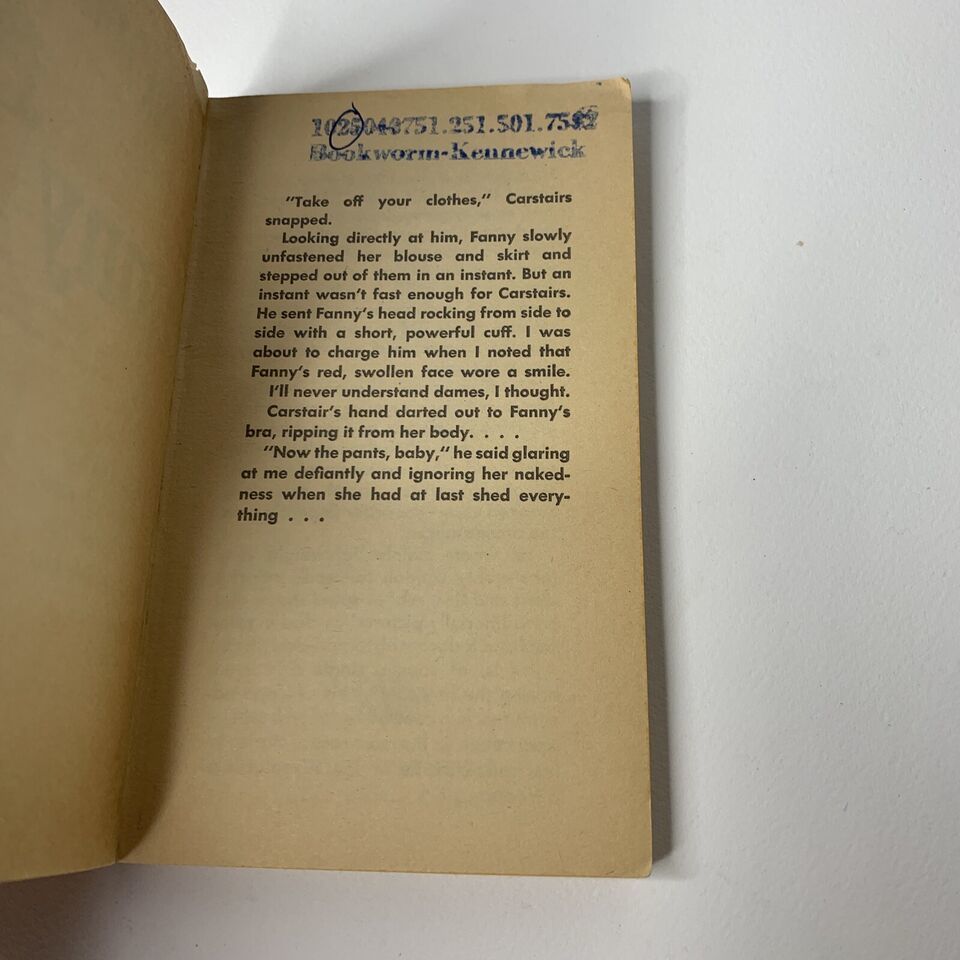 Bookworm-Kennewick
"Take off your clothes," Carstairs
snapped.
Looking directly at him, Fanny slowly
unfastened her blouse and skirt and
stepped out of them in an instant. But an
instant wasn't fast enough for Carstairs.
He sent Fanny's head rocking from side to
side with a short, powerful cuff. I was
about to charge him when I noted that
Fanny's red, swollen face wore a smile.
I'll never understand dames, I thought.
Carstair's hand darted out to Fanny's
bra, ripping it from her body. . . .
"Now the pants, baby," he said glaring
at me defiantly and ignoring her naked-
ness when she had at last shed every-
thing . . .